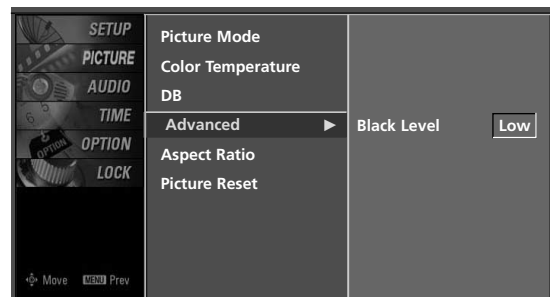 SETUP
PICTURE
AUDIO
TIME
OPTION
LOCK
Move MENU Prev
Picture Mode
Color Temperature
DB
Advanced ▶
Aspect Ratio
Picture Reset
Black Level Low